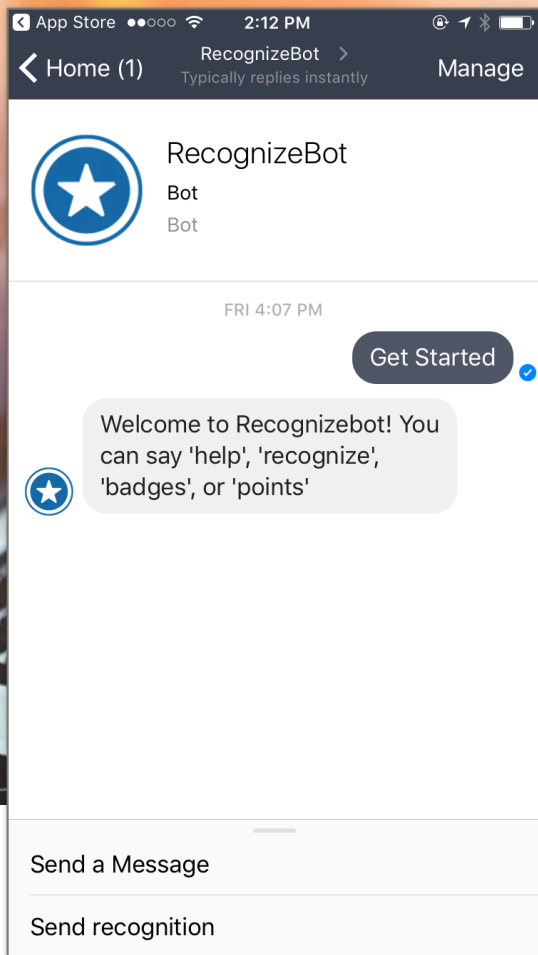 App Store 2:12 PM
Home (1) RecognizeBot Manage
Typically replies instantly
RecognizeBot
Bot
Bot
FRI 4:07 PM
Get Started
Welcome to Recognizebot! You
can say 'help', 'recognize',
'badges', or 'points'
Send a Message
Send recognition